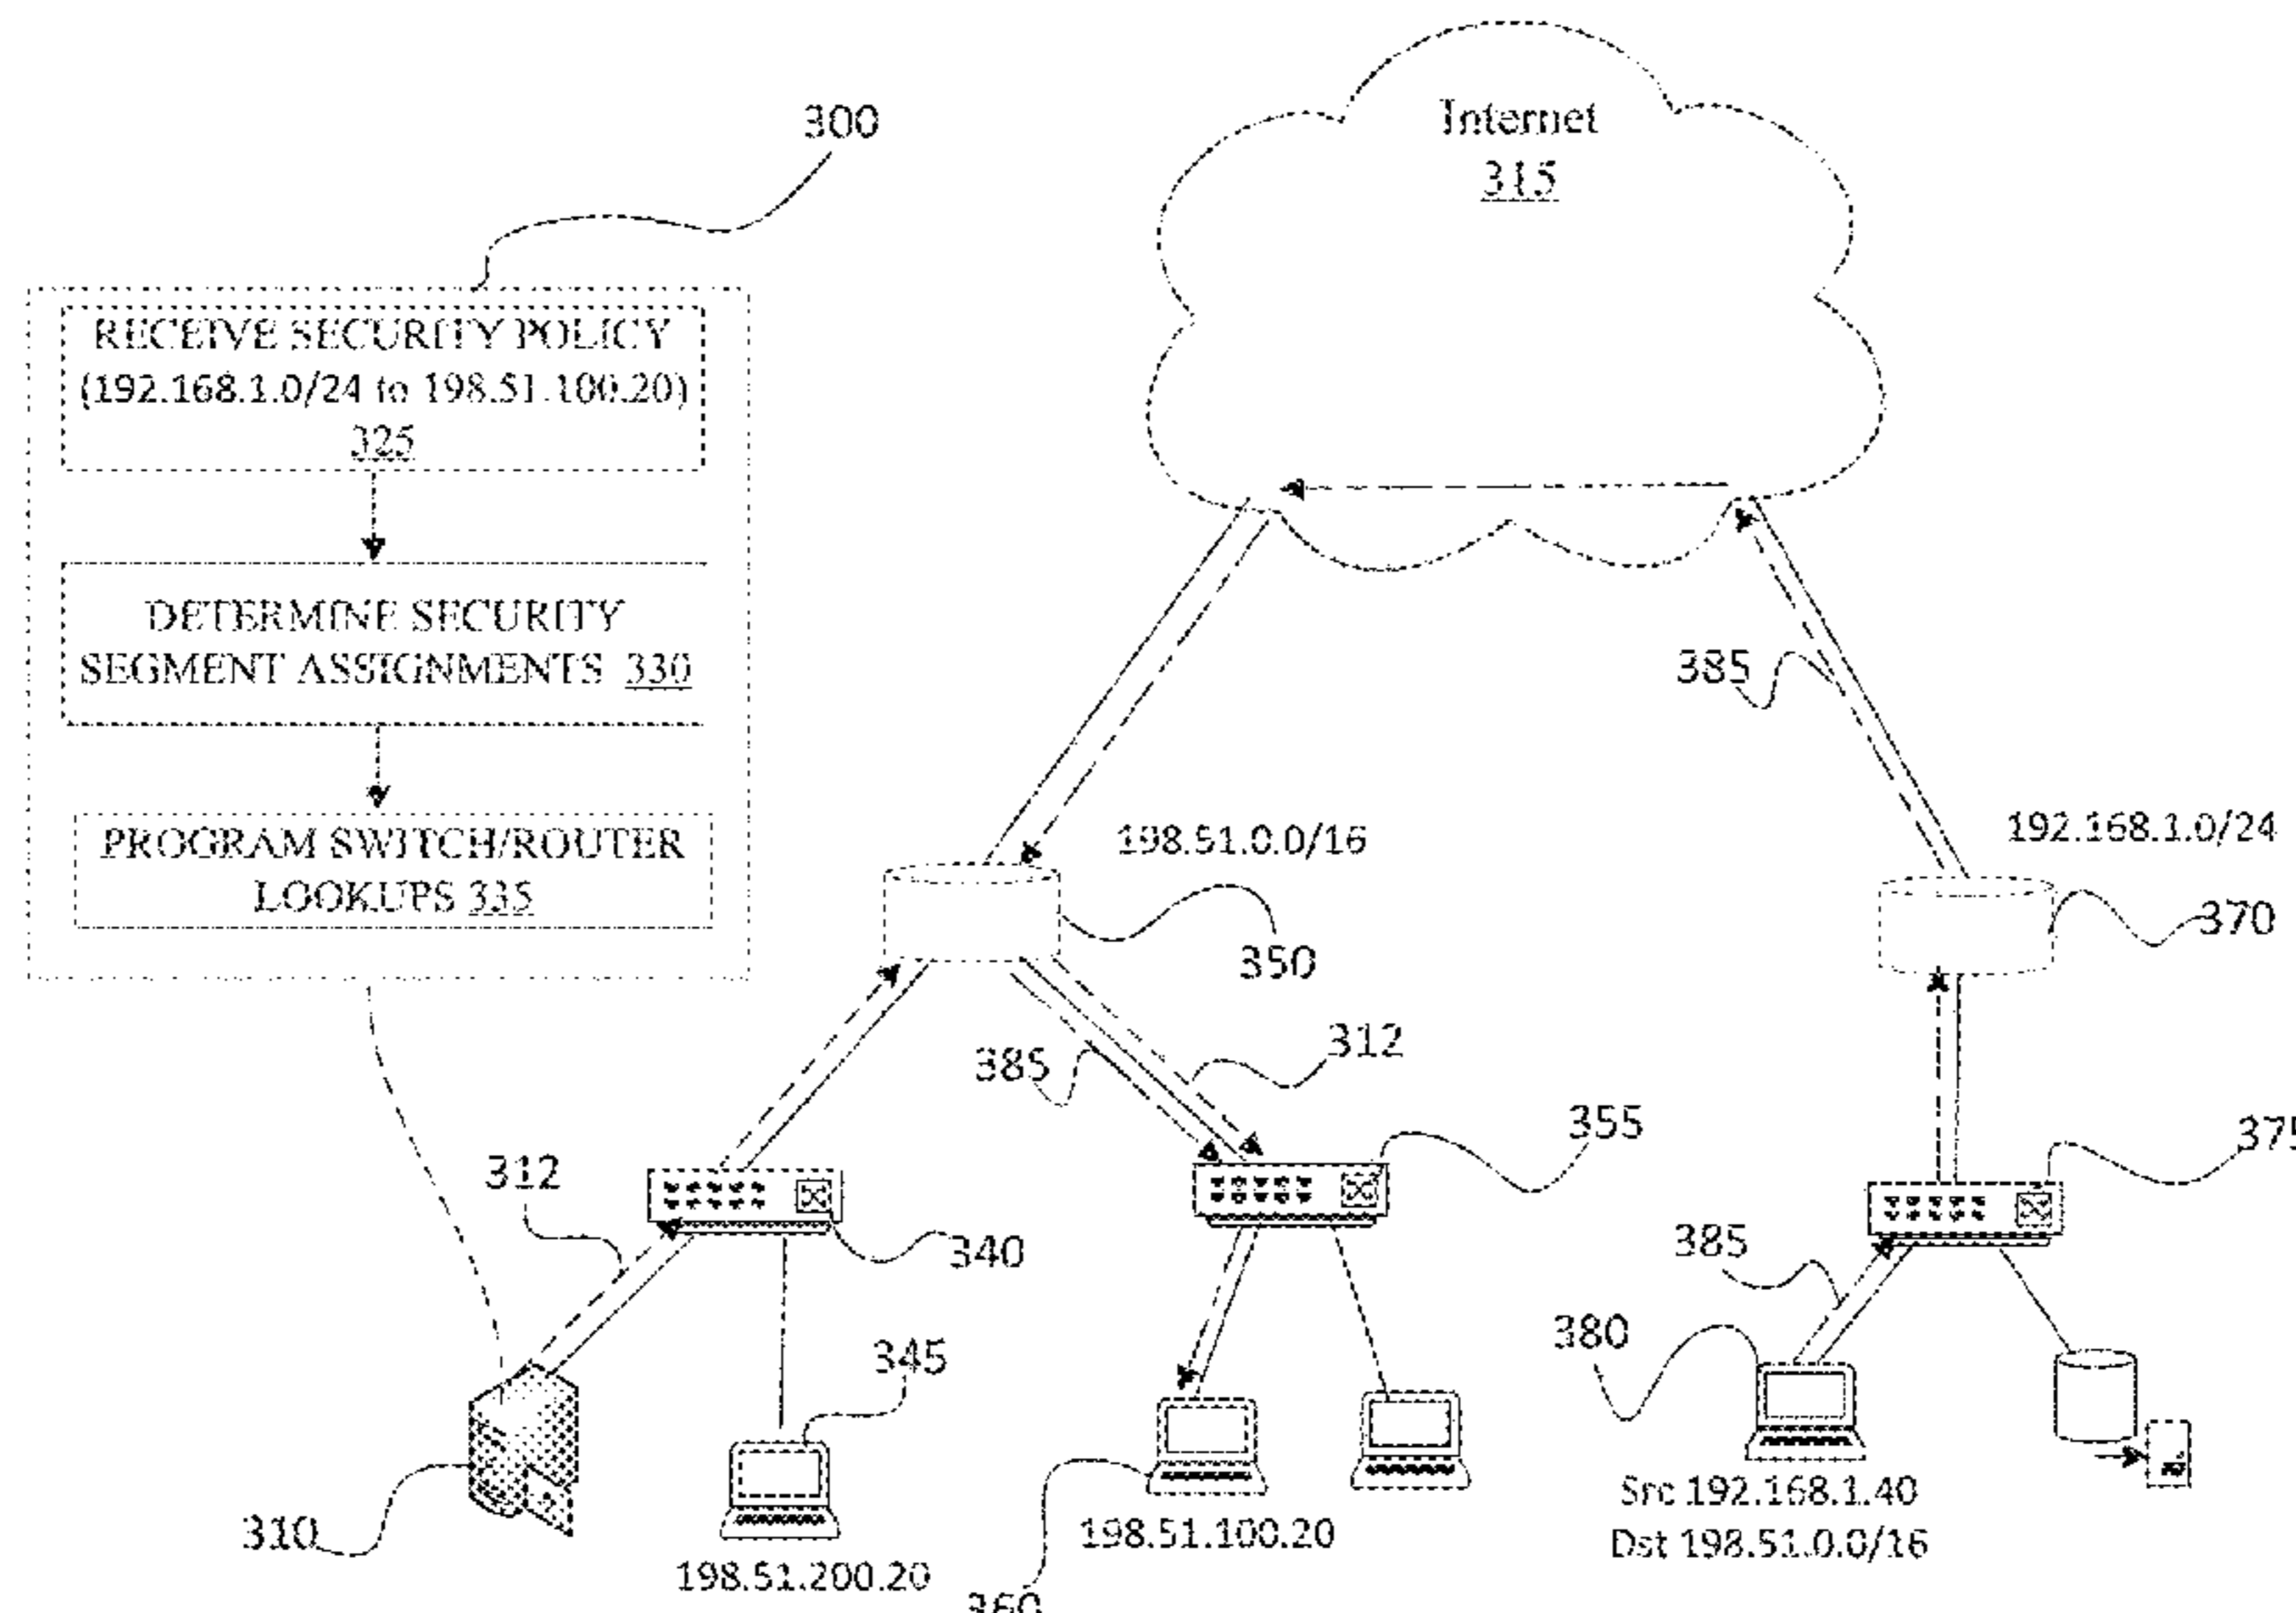 300
Internet
315
RECEIVE SECURITY POLICY
(192.168.1.0/24 to 198.51.100.20)
325
DETERMINE SECURITY
SEGMENT ASSIGNMENTS 330
PROGRAM SWITCH/ROUTER
LOOKUPS 335
385
198.51.0.0/16
192.168.1.0/24
350
370
385
312
355
375
312
340
385
380
345
310
198.51.200.20
198.51.100.20
360
Src 192.168.1.40
Dst 198.51.0.0/16